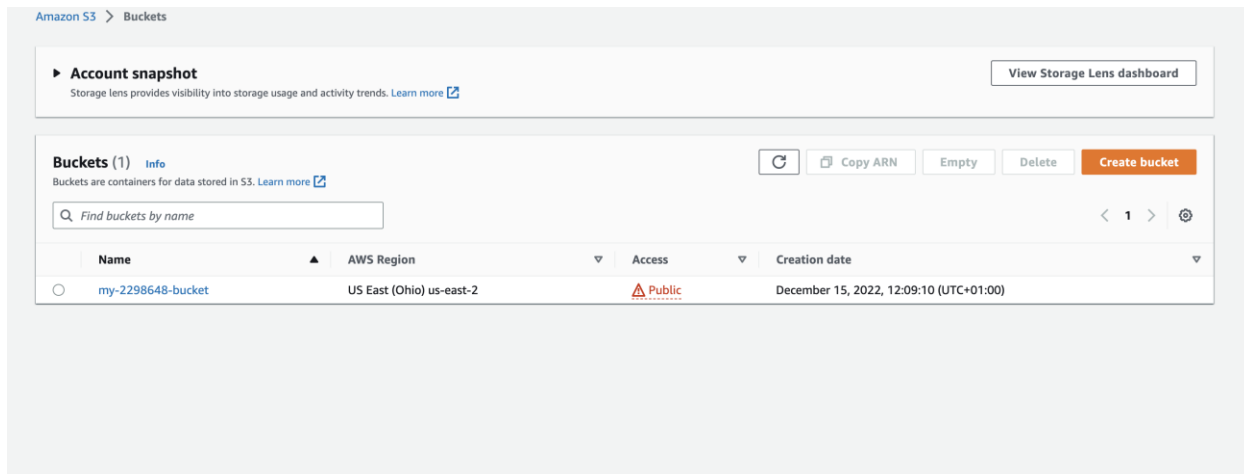 Amazon S3 > Buckets
Account snapshot
View Storage Lens dashboard
Storage lens provides visibility into storage usage and activity trends. Learn more
Buckets (1) Info
Copy ARN Empty Delete Create bucket
Buckets are containers for data stored in S3. Learn more
Find buckets by name
< 1 >
Name AWS Region Access Creation date
my-2298648-bucket US East (Ohio) us-east-2 Public December 15, 2022, 12:09:10 (UTC+01:00)